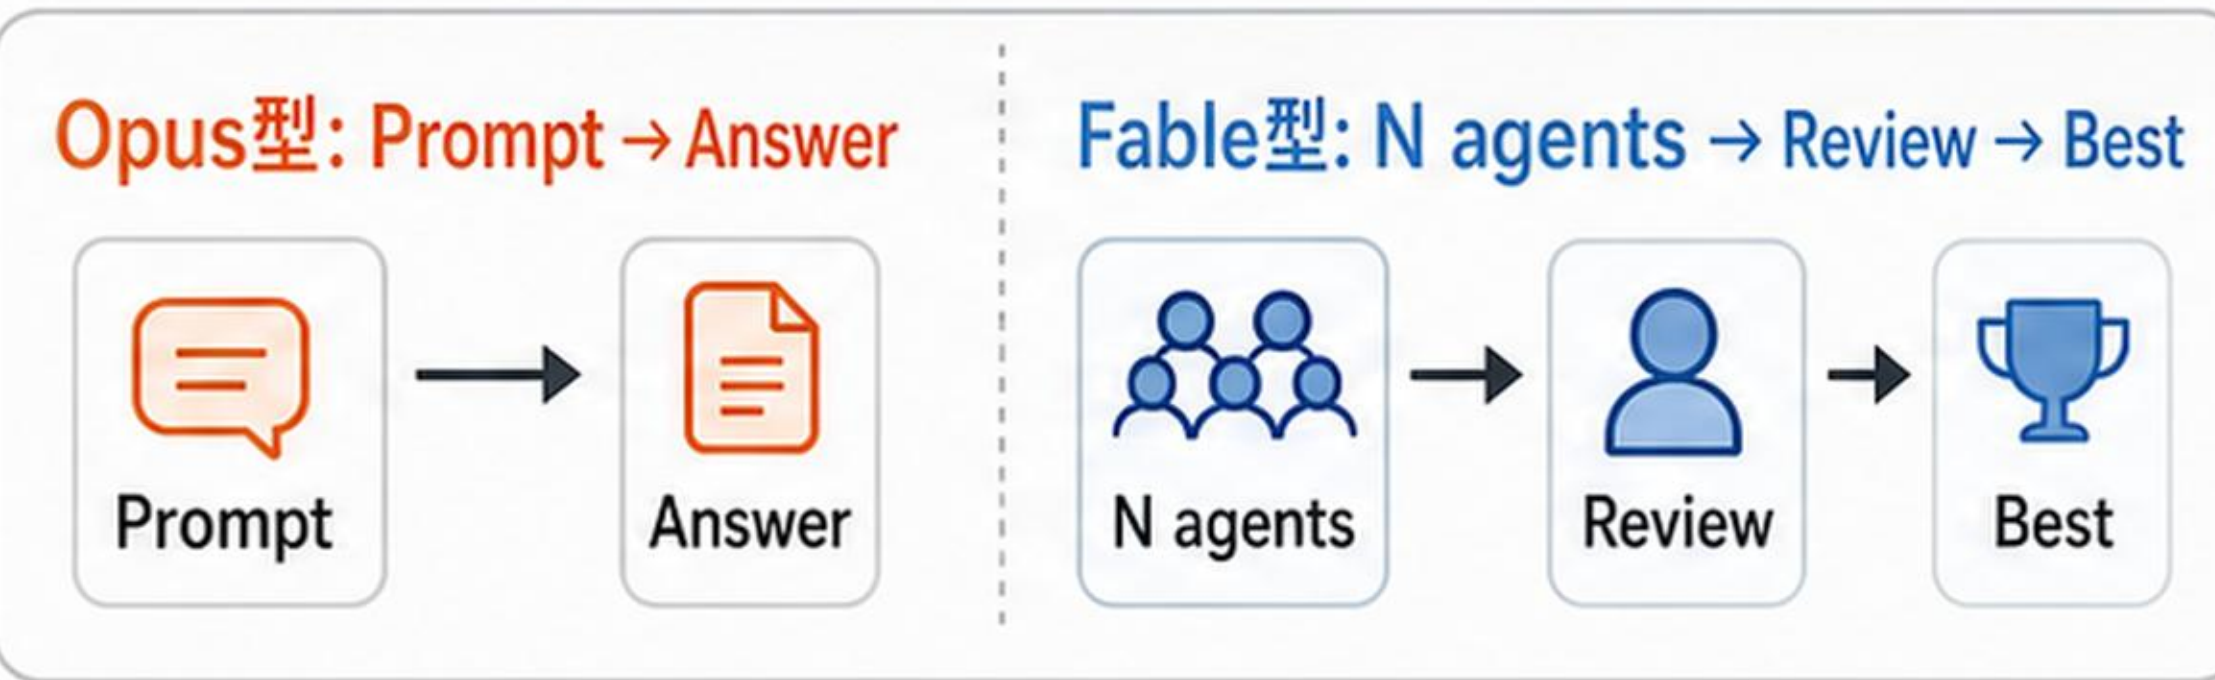 Opus型: Prompt → Answer
Fable型: N agents → Review → Best
Prompt
Answer
N agents
Review
Best